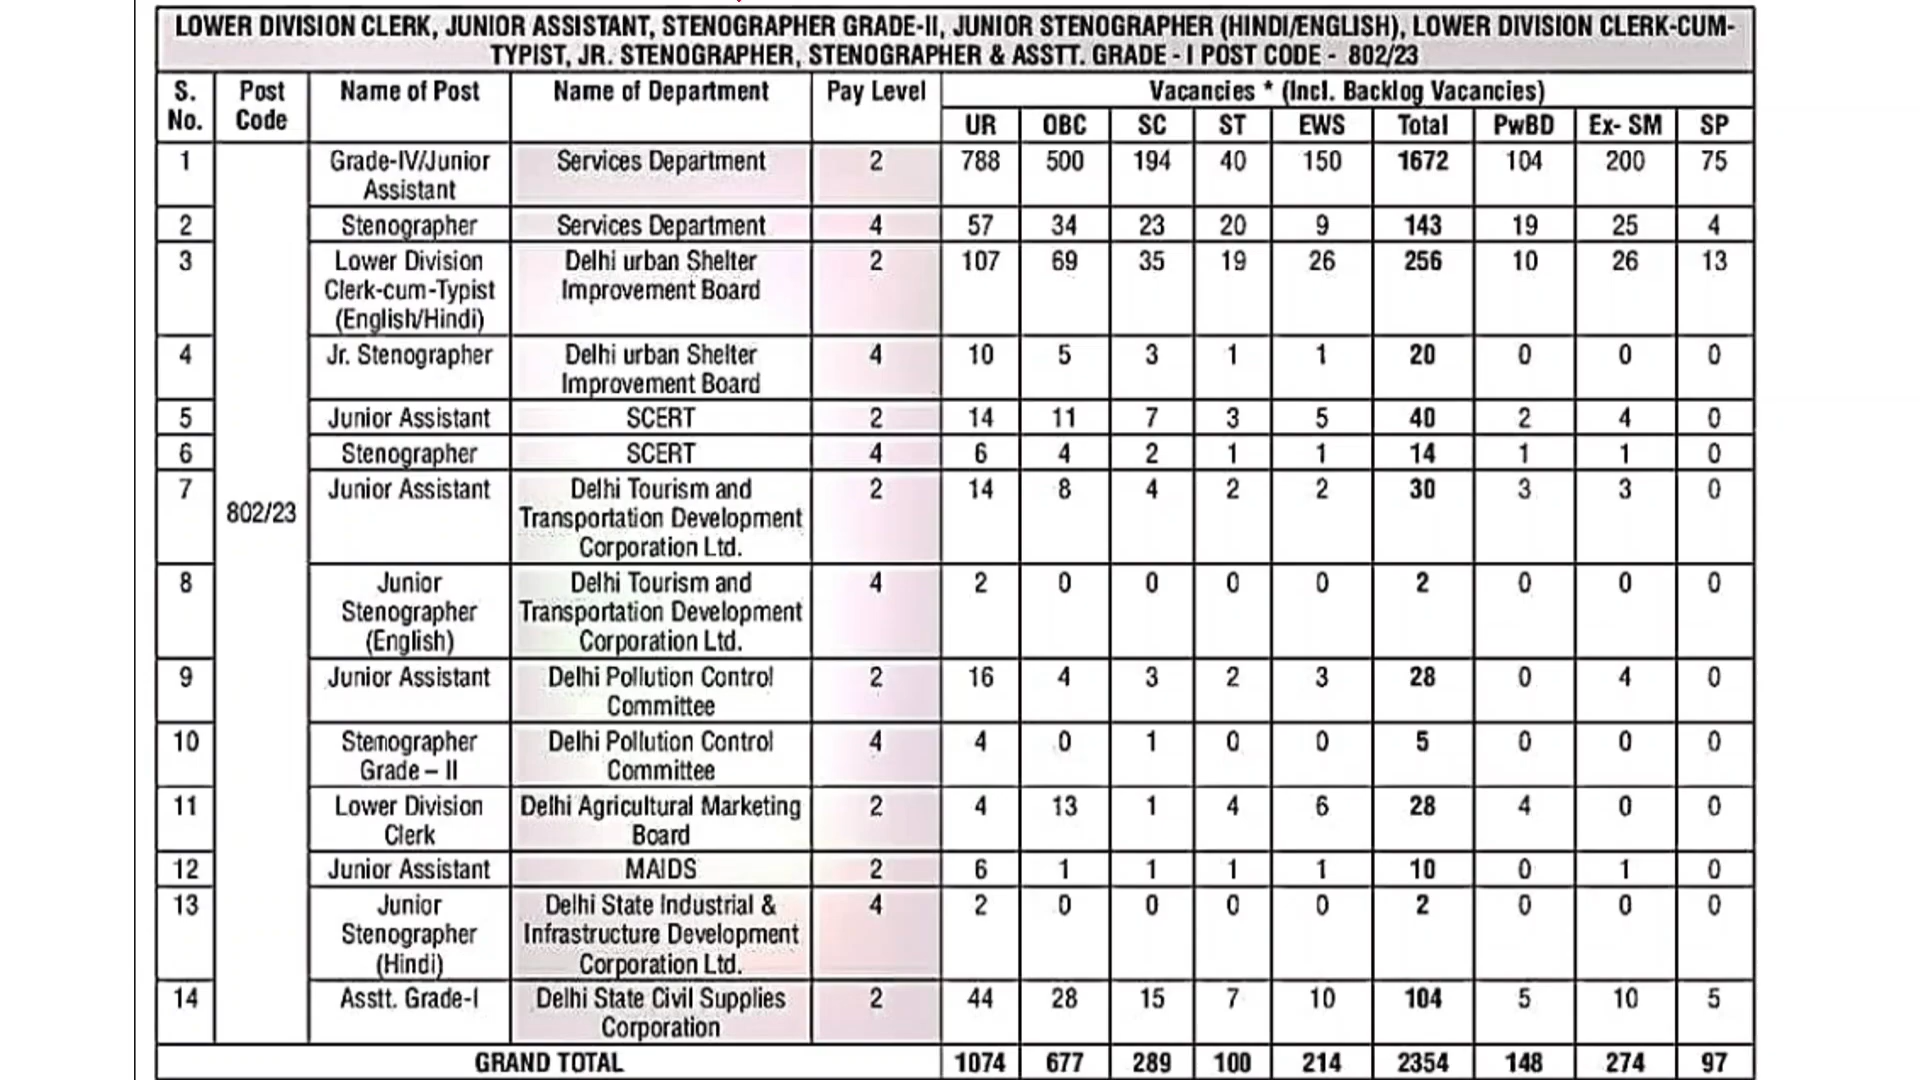 LOWER DIVISION CLERK, JUNIOR ASSISTANT, STENOGRAPHER GRADE-II, JUNIOR STENOGRAPHER (HINDI/ENGLISH), LOWER DIVISION CLERK-CUM-
TYPIST, JR. STENOGRAPHER, STENOGRAPHER & ASSTT. GRADE - I POST CODE - 802/23
S. No. Post Code Name of Post Name of Department Pay Level Vacancies * (Incl. Backlog Vacancies)
UR OBC SC ST EWS Total PwBD Ex- SM SP
802/23
1 Grade-IV/Junior Services Department 2 788 500 194 40 150 1672 104 200 75
Assistant
2 Stenographer Services Department 4 57 34 23 20 9 143 19 25 4
3 Lower Division Delhi urban Shelter 2 107 69 35 19 26 256 10 26 13
Clerk-cum-Typist Improvement Board
(English/Hindi)
4 Jr. Stenographer Delhi urban Shelter 4 10 5 3 1 1 20 0 0 0
Improvement Board
5 Junior Assistant SCERT 2 14 11 7 3 5 40 2 4 0
6 Stenographer SCERT 4 6 4 2 1 1 14 1 1 0
7 Junior Assistant Delhi Tourism and 2 14 8 4 2 2 30 3 3 0
Transportation Development
Corporation Ltd.
8 Junior Delhi Tourism and 4 2 0 0 0 0 2 0 0 0
Stenographer Transportation Development
(English) Corporation Ltd.
9 Junior Assistant Delhi Pollution Control 2 16 4 3 2 3 28 0 4 0
Committee
10 Stemographer Delhi Pollution Control 4 4 0 1 0 0 5 0 0 0
Grade – II Committee
11 Lower Division Delhi Agricultural Marketing 2 4 13 1 4 6 28 4 0 0
Clerk Board
12 Junior Assistant MAIDS 2 6 1 1 1 1 10 0 1 0
13 Junior Delhi State Industrial & 4 2 0 0 0 0 2 0 0 0
Stenographer Infrastructure Development
(Hindi) Corporation Ltd.
14 Asstt. Grade-I Delhi State Civil Supplies 2 44 28 15 7 10 104 5 10 5
Corporation
GRAND TOTAL 1074 677 289 100 214 2354 148 274 97